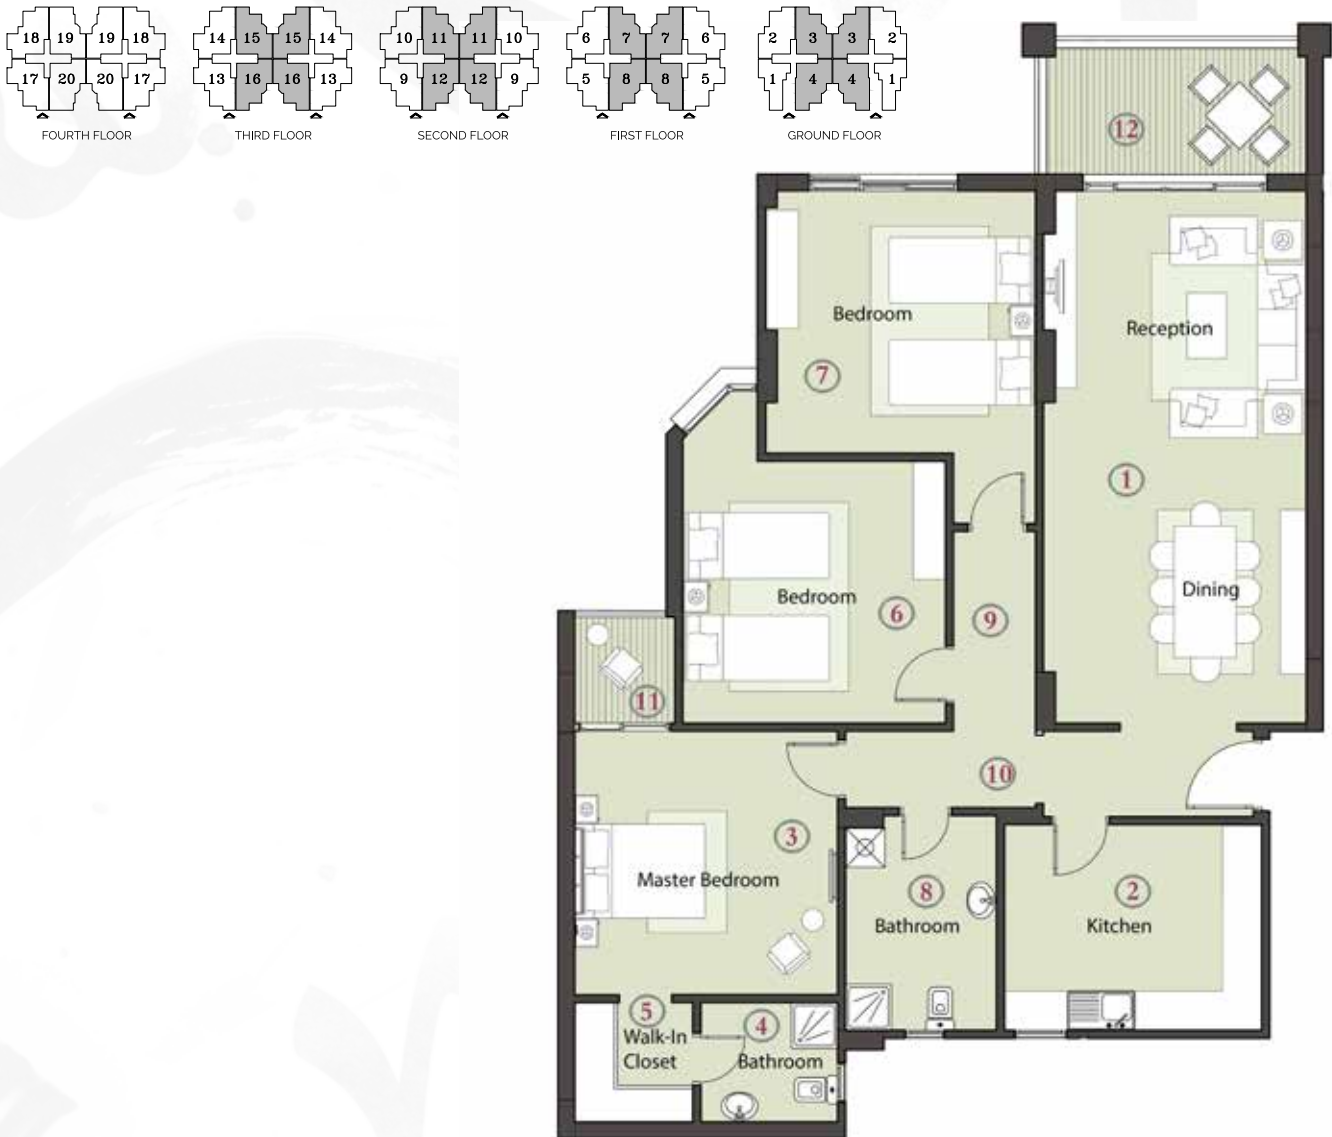 18 19 19 18
17 20 20 17
FOURTH FLOOR
14 15 15 14
13 16 16 13
THIRD FLOOR
10 11 11 10
9 12 12 9
SECOND FLOOR
6 7 7 6
5 8 8 5
FIRST FLOOR
2 3 3 2
1 4 4 1
GROUND FLOOR
12
Bedroom
7
Reception
1
Dining
Bedroom
6
9
11
10
3
Master Bedroom
8
Bathroom
2
Kitchen
5
Walk-In
Closet
4
Bathroom